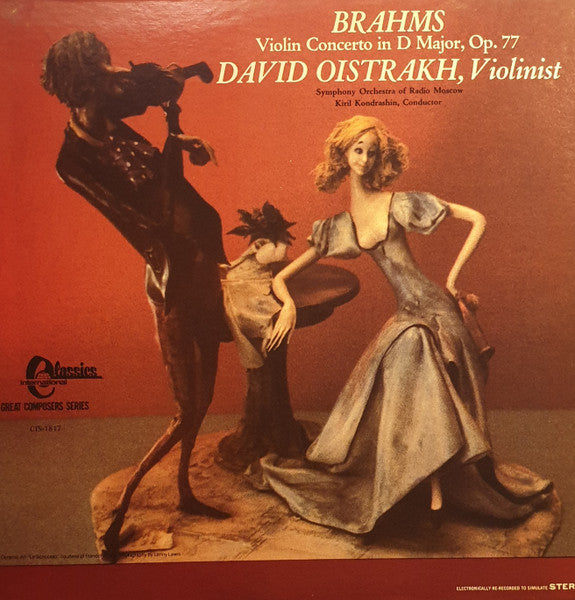 BRAHMS
Violin Concerto in D Major, Op. 77
DAVID OISTRAKH, Violinist
Symphony Orchestra of Radio Moscow
Kiril Kondrashin, Conductor
Classics
International
GREAT COMPOSERS SERIES
CIS-1817
ELECTRONICALLY RE-RECORDED TO SIMULATE STER